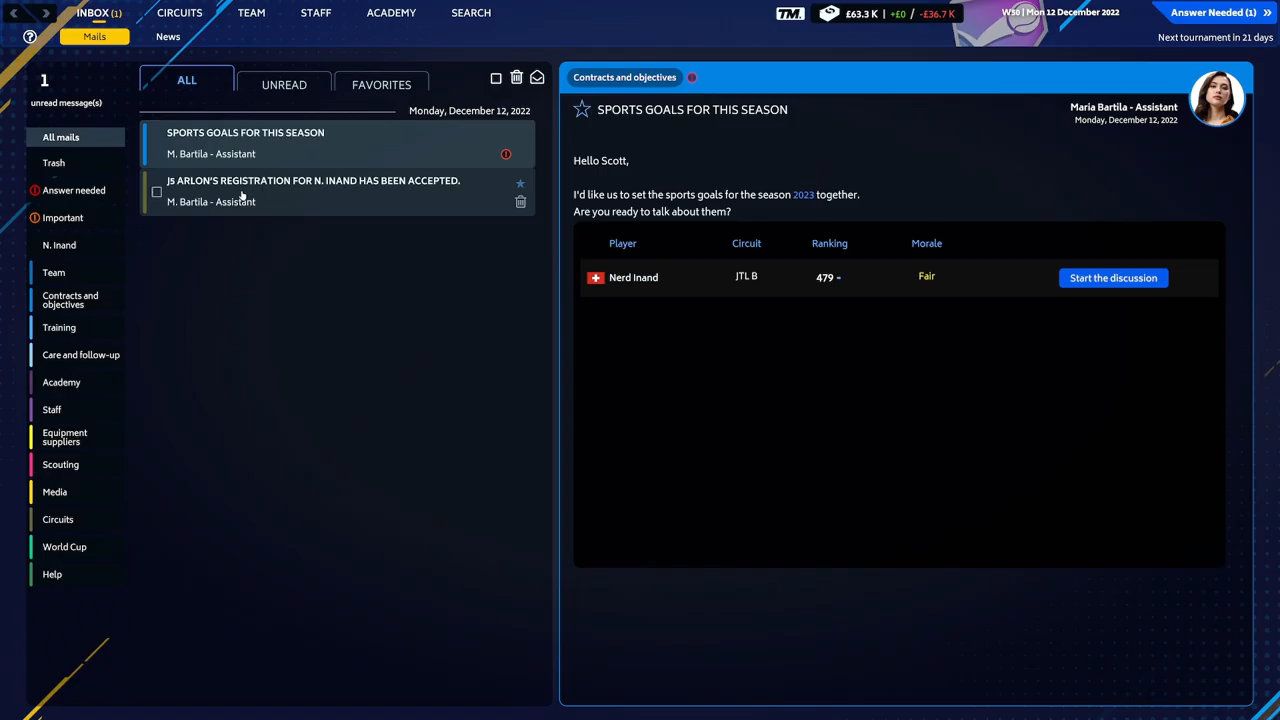 INBOX (1)
CIRCUITS
TEAM
STAFF
ACADEMY
SEARCH
TM.
£63.3 K | +£0 / -£36.7 K
W50 | Mon 12 December 2022
Answer Needed (1) »
?
Mails
News
Next tournament in 21 days
1
unread message(s)
All mails
Trash
Answer needed
Important
N. Inand
Team
Contracts and
objectives
Training
Care and follow-up
Academy
Staff
Equipment
suppliers
Scouting
Media
Circuits
World Cup
Help
ALL
UNREAD
FAVORITES
Monday, December 12, 2022
SPORTS GOALS FOR THIS SEASON
M. Bartila - Assistant
J5 ARLON'S REGISTRATION FOR N. INAND HAS BEEN ACCEPTED.
M. Bartila - Assistant
Contracts and objectives
SPORTS GOALS FOR THIS SEASON
Maria Bartila - Assistant
Monday, December 12, 2022
Hello Scott,
I'd like us to set the sports goals for the season 2023 together.
Are you ready to talk about them?
Player Circuit Ranking Morale
Nerd Inand JTL B 479 = Fair Start the discussion